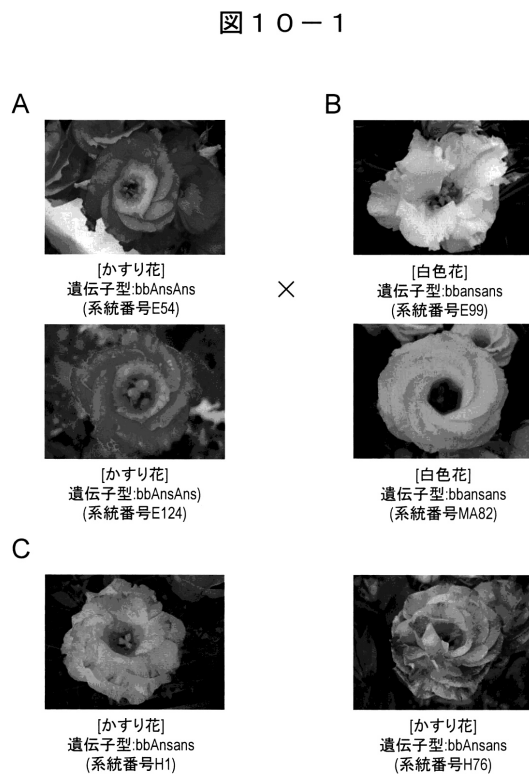 図１０－１
A
B
[かすり花]
遺伝子型:bbAnsAns
(系統番号E54)
×
[白色花]
遺伝子型:bbansans
(系統番号E99)
[かすり花]
遺伝子型:bbAnsAns)
(系統番号E124)
[白色花]
遺伝子型:bbansans
(系統番号MA82)
C
[かすり花]
遺伝子型:bbAnsans
(系統番号H1)
[かすり花]
遺伝子型:bbAnsans
(系統番号H76)